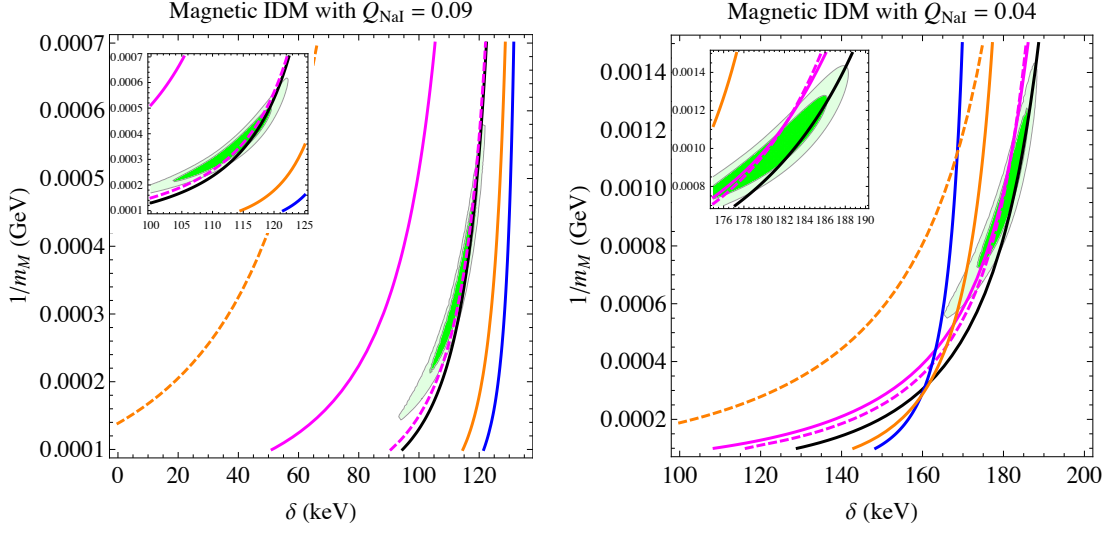 Magnetic IDM with Q_NaI = 0.09
0.0007
0.0006
0.0005
0.0004
0.0003
0.0002
0.0001
1/m_M (GeV)
0 20 40 60 80 100 120
δ (keV)
0.0007
0.0006
0.0005
0.0004
0.0003
0.0002
0.0001
100 105 110 115 120 125
Magnetic IDM with Q_NaI = 0.04
0.0014
0.0012
0.0010
0.0008
0.0006
0.0004
0.0002
1/m_M (GeV)
100 120 140 160 180 200
δ (keV)
0.0014
0.0012
0.0010
0.0008
176 178 180 182 184 186 188 190